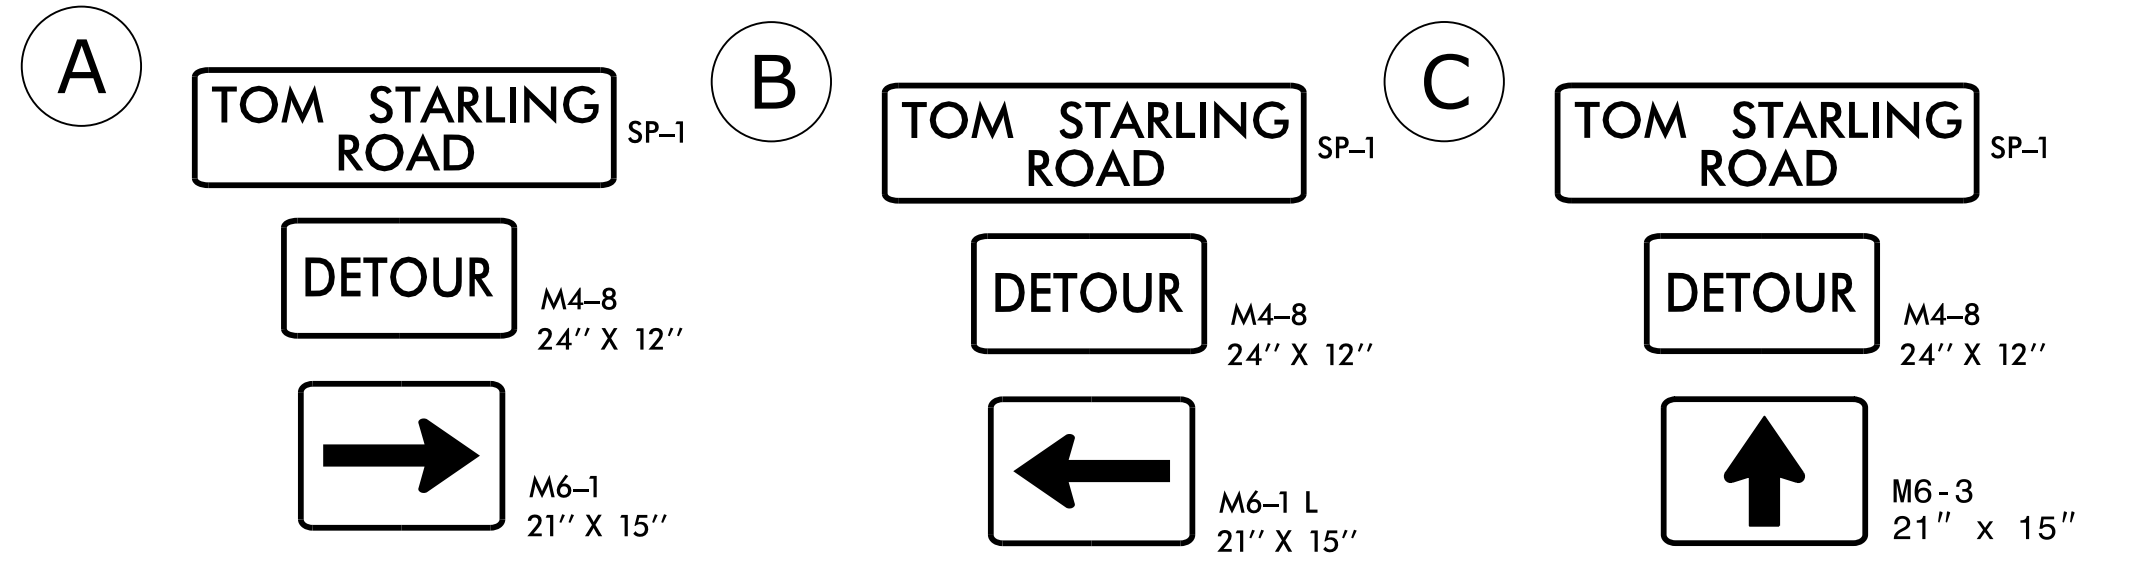 A
TOM STARLING
ROAD
SP–1
DETOUR
M4–8
24’’ X 12’’
M6–1
21’’ X 15’’
B
TOM STARLING
ROAD
SP–1
DETOUR
M4–8
24’’ X 12’’
M6–1 L
21’’ X 15’’
C
TOM STARLING
ROAD
SP–1
DETOUR
M4–8
24’’ X 12’’
M6-3
21" x 15"